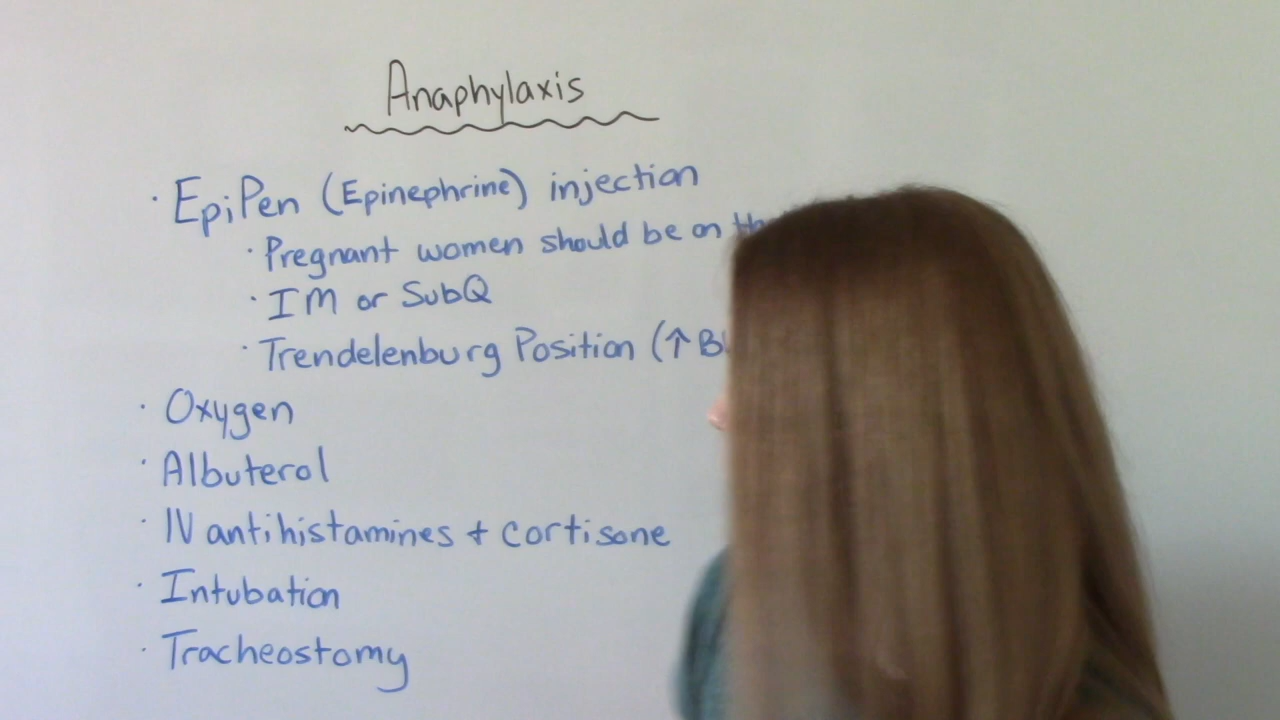 Anaphylaxis
· EpiPen (Epinephrine) injection
· Pregnant women should be on
· IM or SubQ
· Trendelenburg Position (↑
· Oxygen
· Albuterol
· IV antihistamines + cortisone
· Intubation
· Tracheostomy